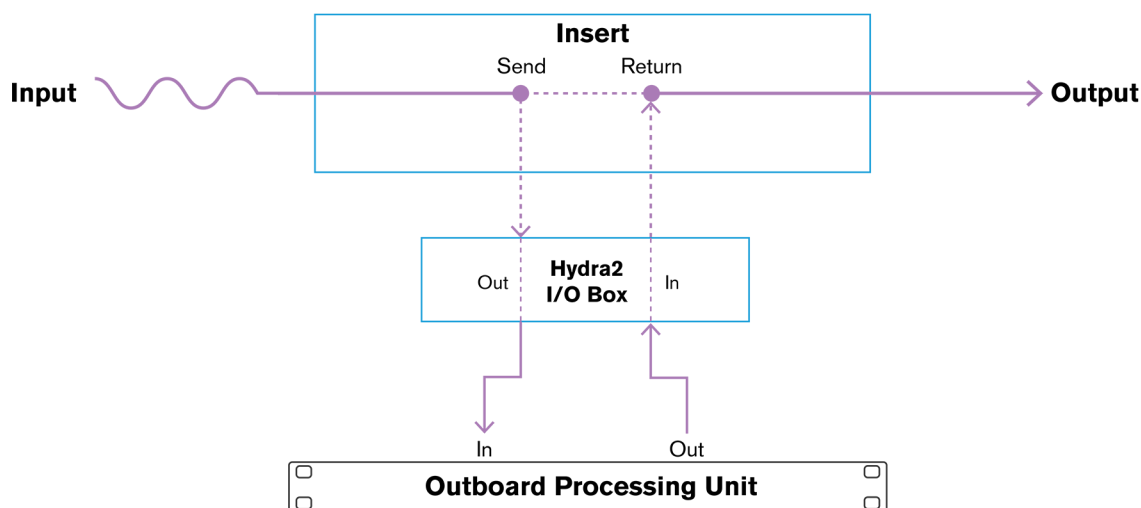 Insert
Send Return
Input
Output
Out
Hydra2
I/O Box
In
In
Out
Outboard Processing Unit